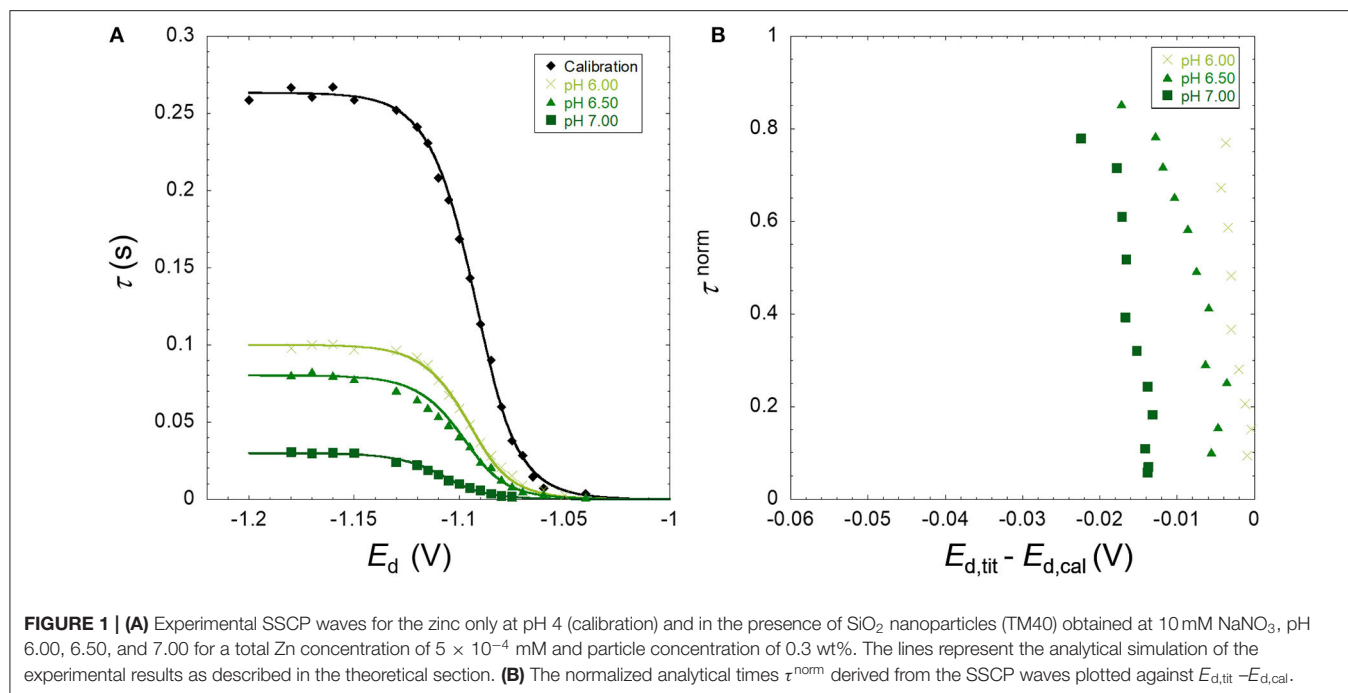 A
0.3
0.25
0.2
0.15
0.1
0.05
0
τ (s)
-1.2
-1.15
-1.1
-1.05
-1
E_d (V)
Calibration
pH 6.00
pH 6.50
pH 7.00
B
1
0.8
0.6
0.4
0.2
0
τ^norm
-0.06
-0.05
-0.04
-0.03
-0.02
-0.01
0
E_d,tit - E_d,cal (V)
pH 6.00
pH 6.50
pH 7.00
FIGURE 1 | (A) Experimental SSCP waves for the zinc only at pH 4 (calibration) and in the presence of SiO₂ nanoparticles (TM40) obtained at 10 mM NaNO₃, pH
6.00, 6.50, and 7.00 for a total Zn concentration of 5 × 10⁻⁴ mM and particle concentration of 0.3 wt%. The lines represent the analytical simulation of the
experimental results as described in the theoretical section. (B) The normalized analytical times τ^norm derived from the SSCP waves plotted against E_d,tit –E_d,cal.